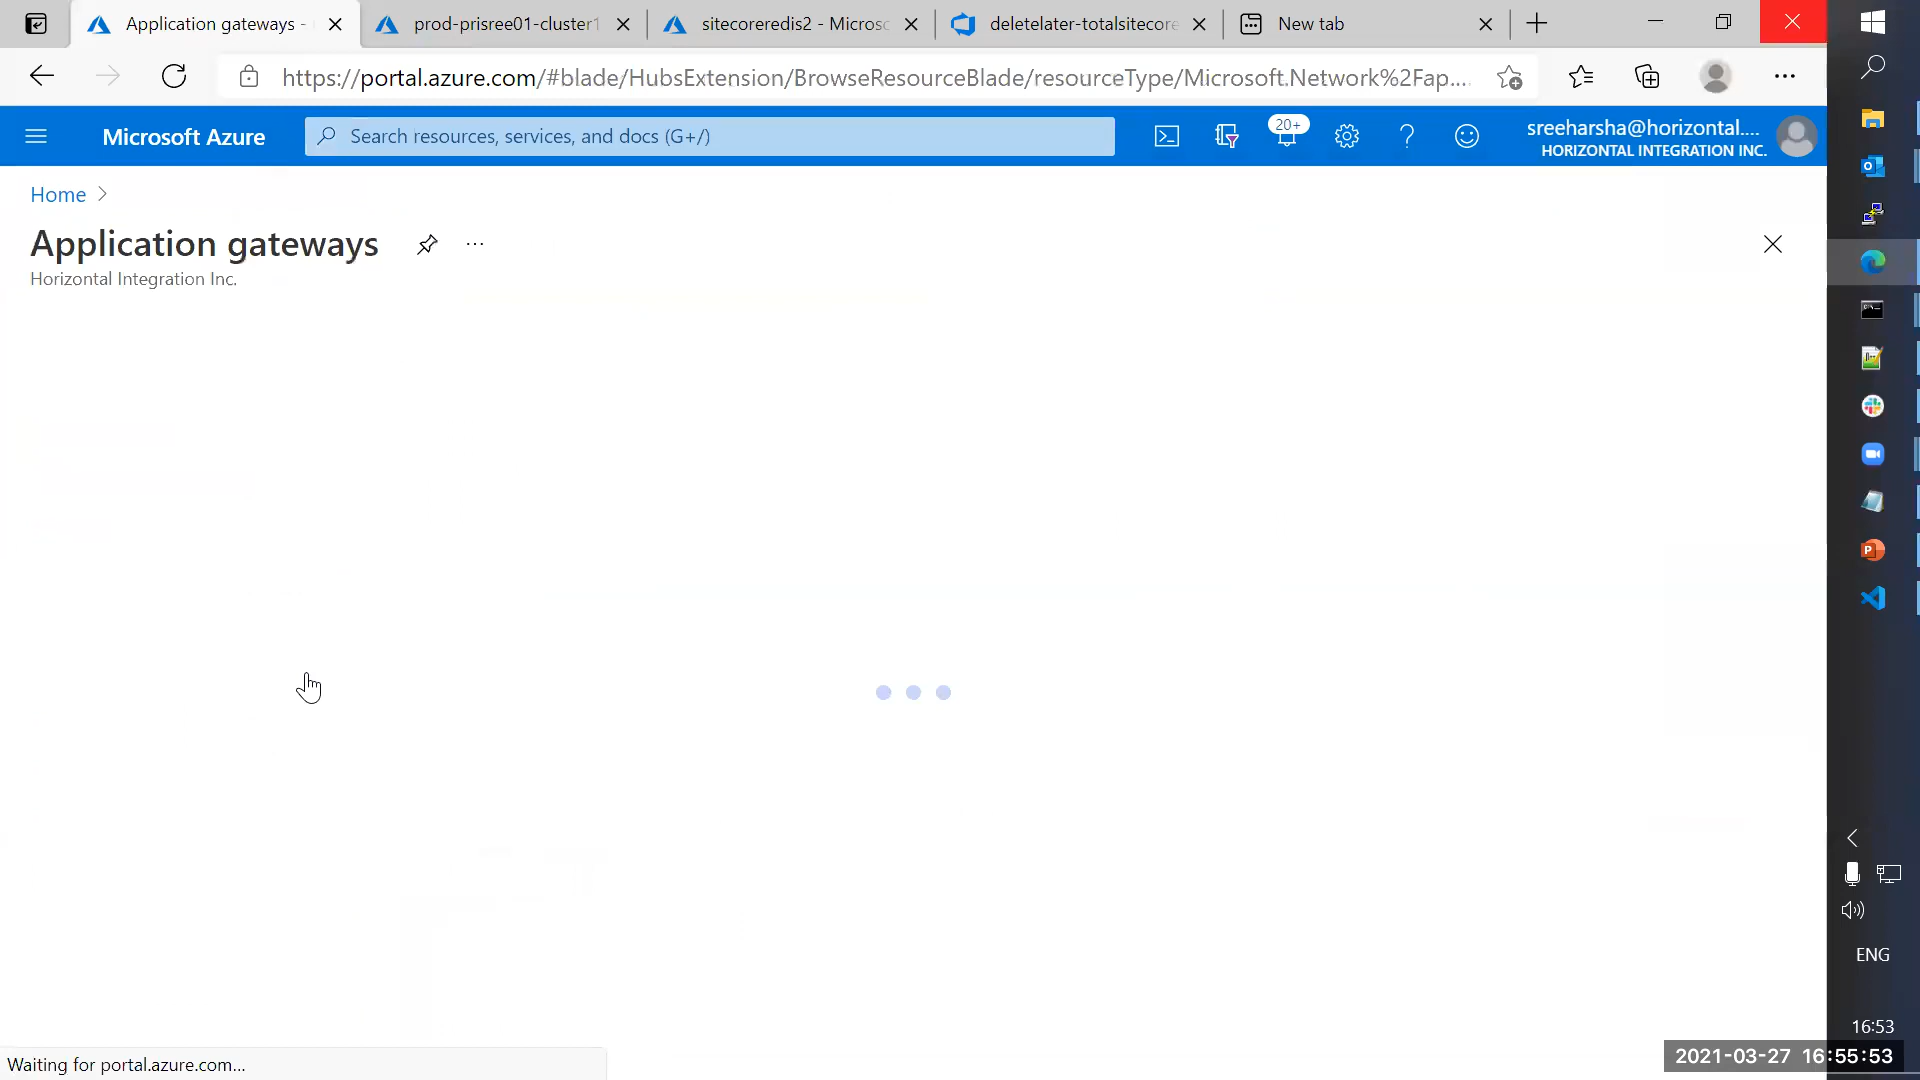 Application gateways -
prod-prisree01-cluster1
sitecoreredis2 - Microsc
deletelater-totalsitecore
New tab
https://portal.azure.com/#blade/HubsExtension/BrowseResourceBlade/resourceType/Microsoft.Network%2Fap...
Microsoft Azure
Search resources, services, and docs (G+/)
20+
sreeharsha@horizontal....
HORIZONTAL INTEGRATION INC.
Home
Application gateways
Horizontal Integration Inc.
ENG
16:53
2021-03-27 16:55:53
Waiting for portal.azure.com...